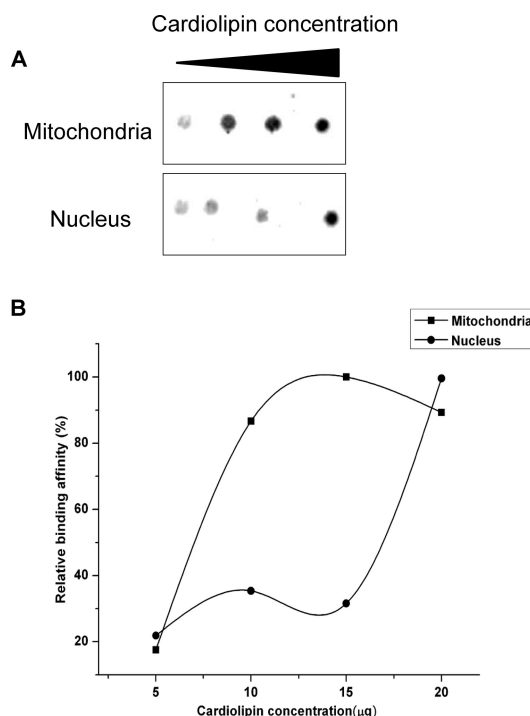 Cardiolipin concentration
A
Mitochondria
Nucleus
B
Mitochondria
Nucleus
100
80
60
40
20
Relative binding affinity (%)
5 10 15 20
Cardiolipin concentration(µg)